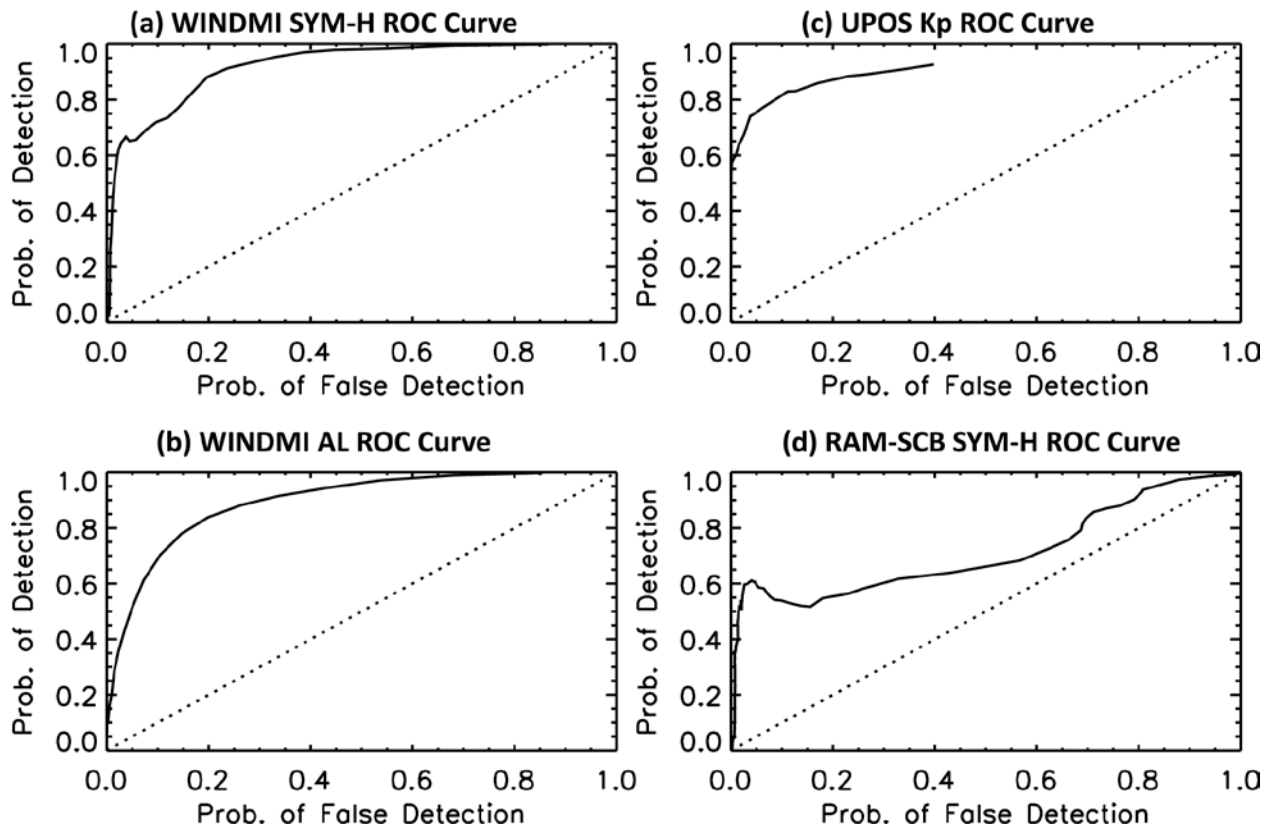 (a) WINDMI SYM-H ROC Curve
1.0
0.8
0.6
0.4
0.2
0.0
Prob. of Detection
0.0 0.2 0.4 0.6 0.8 1.0
Prob. of False Detection
(c) UPOS Kp ROC Curve
1.0
0.8
0.6
0.4
0.2
0.0
Prob. of Detection
0.0 0.2 0.4 0.6 0.8 1.0
Prob. of False Detection
(b) WINDMI AL ROC Curve
1.0
0.8
0.6
0.4
0.2
0.0
Prob. of Detection
0.0 0.2 0.4 0.6 0.8 1.0
Prob. of False Detection
(d) RAM-SCB SYM-H ROC Curve
1.0
0.8
0.6
0.4
0.2
0.0
Prob. of Detection
0.0 0.2 0.4 0.6 0.8 1.0
Prob. of False Detection